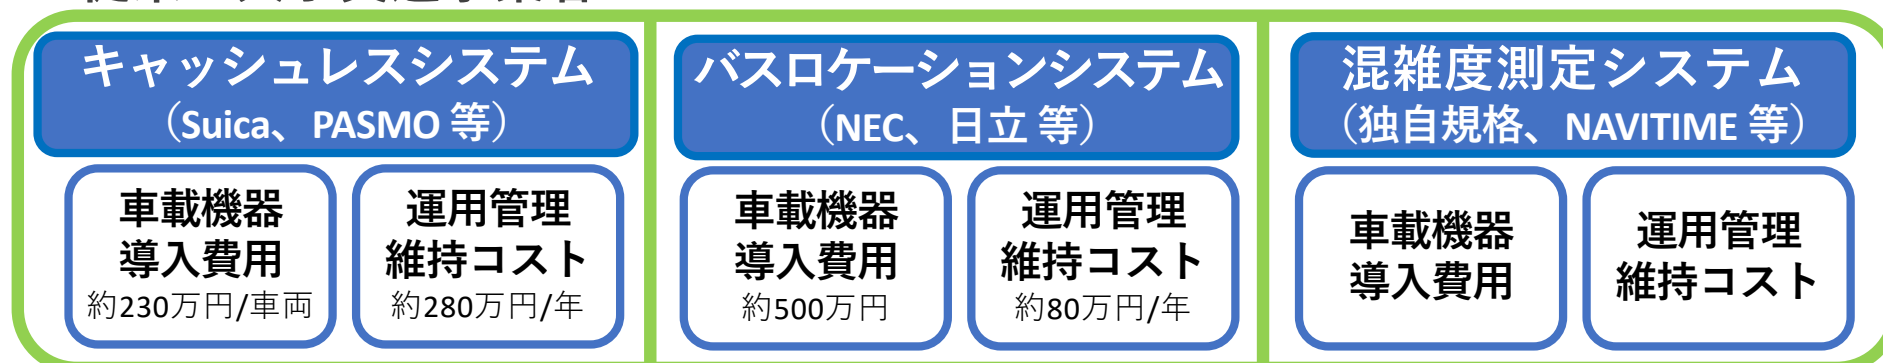 キャッシュレスシステム
（Suica、PASMO 等）
車載機器
導入費用
約230万円/車両
運用管理
維持コスト
約280万円/年
バスロケーションシステム
（NEC、日立 等）
車載機器
導入費用
約500万円
運用管理
維持コスト
約80万円/年
混雑度測定システム
（独自規格、NAVITIME 等）
車載機器
導入費用
運用管理
維持コスト